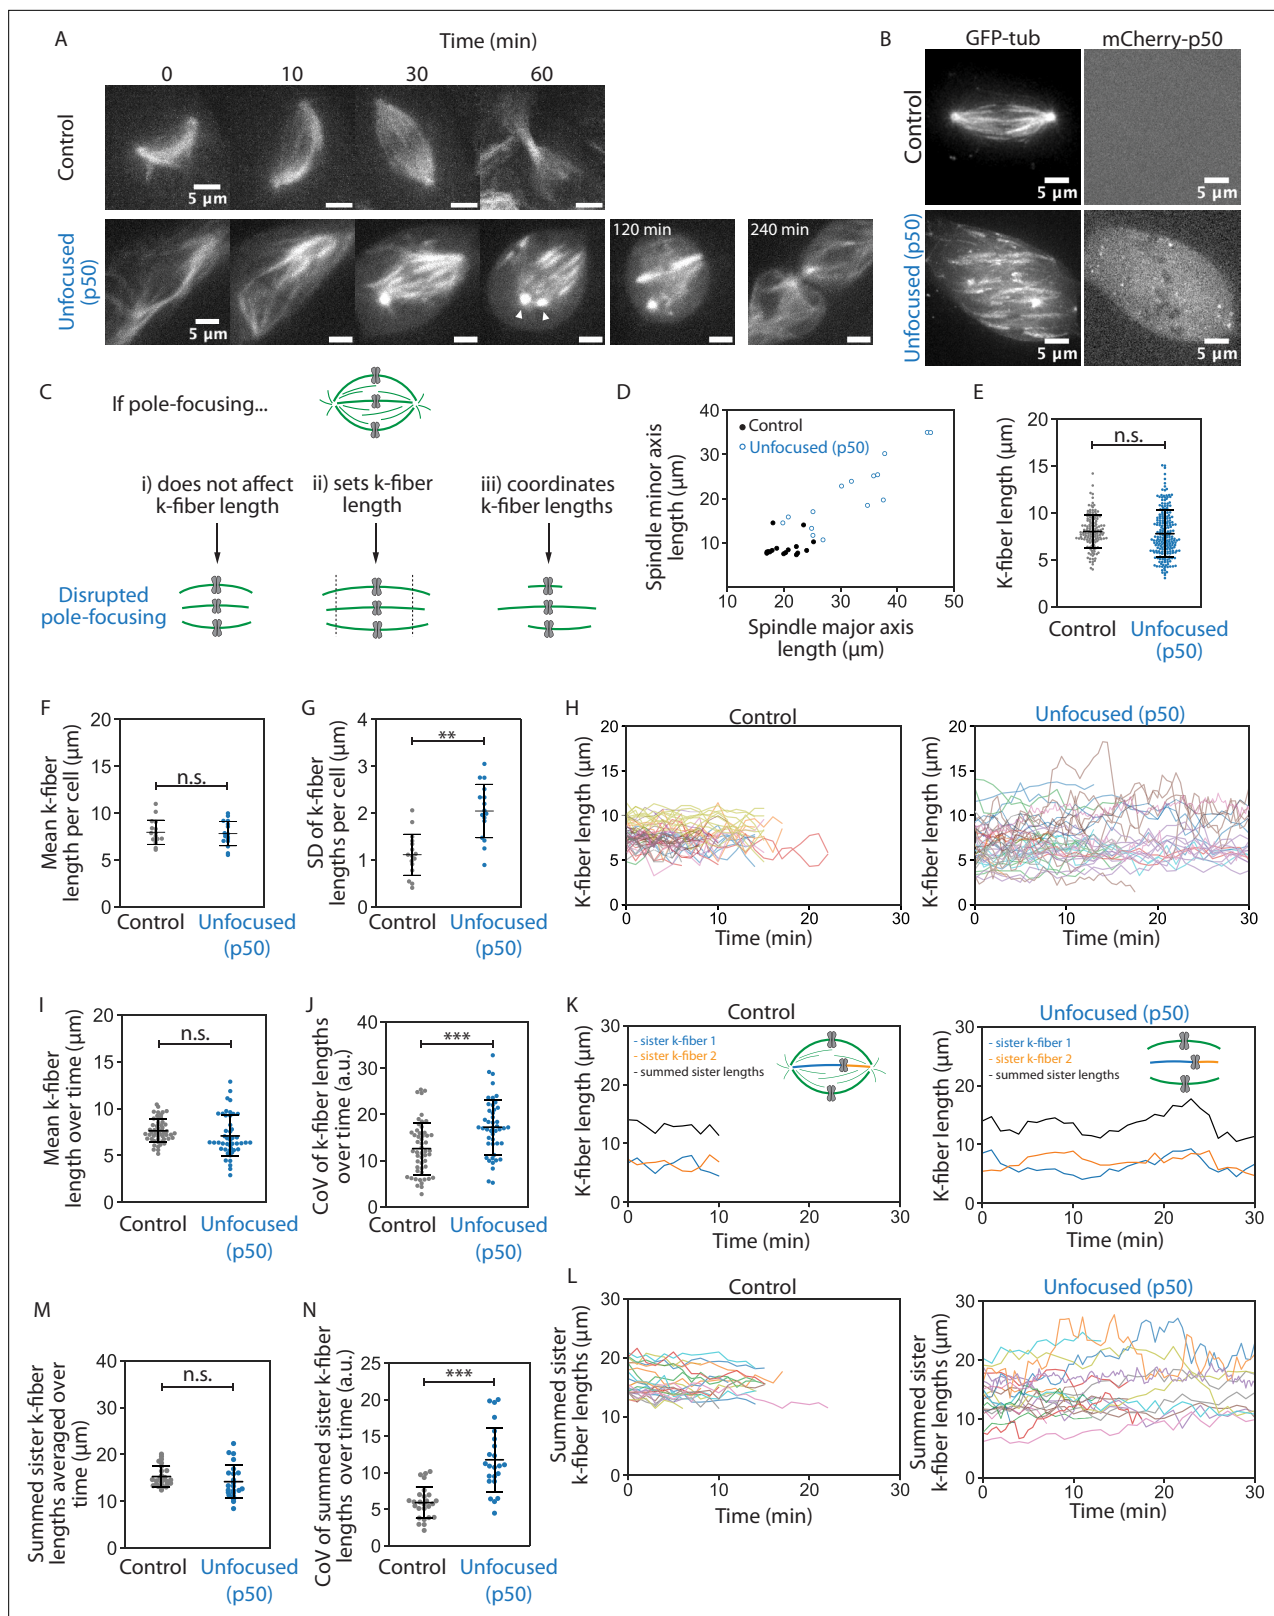 A
Time (min)
0
10
30
60
Control
5 µm
Unfocused
(p50)
5 µm
120 min
240 min
B
GFP-tub
mCherry-p50
Control
5 µm
5 µm
Unfocused (p50)
5 µm
5 µm
C
If pole-focusing...
i) does not affect
k-fiber length
ii) sets k-fiber
length
iii) coordinates
k-fiber lengths
Disrupted
pole-focusing
D
Spindle minor axis
length (µm)
40
30
20
10
Control
Unfocused (p50)
10
20
30
40
50
Spindle major axis
length (µm)
E
K-fiber length (µm)
20
15
10
5
0
n.s.
Control
Unfocused
(p50)
F
Mean k-fiber
length per cell (µm)
20
15
10
5
0
n.s.
Control
Unfocused
(p50)
G
SD of k-fiber
lengths per cell (µm)
4
3
2
1
0
**
Control
Unfocused
(p50)
H
Control
K-fiber length (µm)
20
15
10
5
0
0
10
20
30
Time (min)
Unfocused (p50)
K-fiber length (µm)
20
15
10
5
0
0
10
20
30
Time (min)
I
Mean k-fiber
length over time (µm)
20
15
10
5
0
n.s.
Control
Unfocused
(p50)
J
CoV of k-fiber lengths
over time (a.u.)
40
30
20
10
0
***
Control
Unfocused
(p50)
K
Control
K-fiber length (µm)
30
20
10
0
- sister k-fiber 1
- sister k-fiber 2
- summed sister lengths
0
10
20
30
Time (min)
Unfocused (p50)
K-fiber length (µm)
30
20
10
0
- sister k-fiber 1
- sister k-fiber 2
- summed sister lengths
0
10
20
30
Time (min)
L
Control
Summed sister
k-fiber lengths (µm)
30
20
10
0
0
10
20
30
Time (min)
Unfocused (p50)
Summed sister
k-fiber lengths (µm)
30
20
10
0
0
10
20
30
Time (min)
M
Summed sister k-fiber
lengths averaged over
time (µm)
40
30
20
10
0
n.s.
Control
Unfocused
(p50)
N
CoV of summed sister k-fiber
lengths over time (a.u.)
25
20
15
10
5
0
***
Control
Unfocused
(p50)